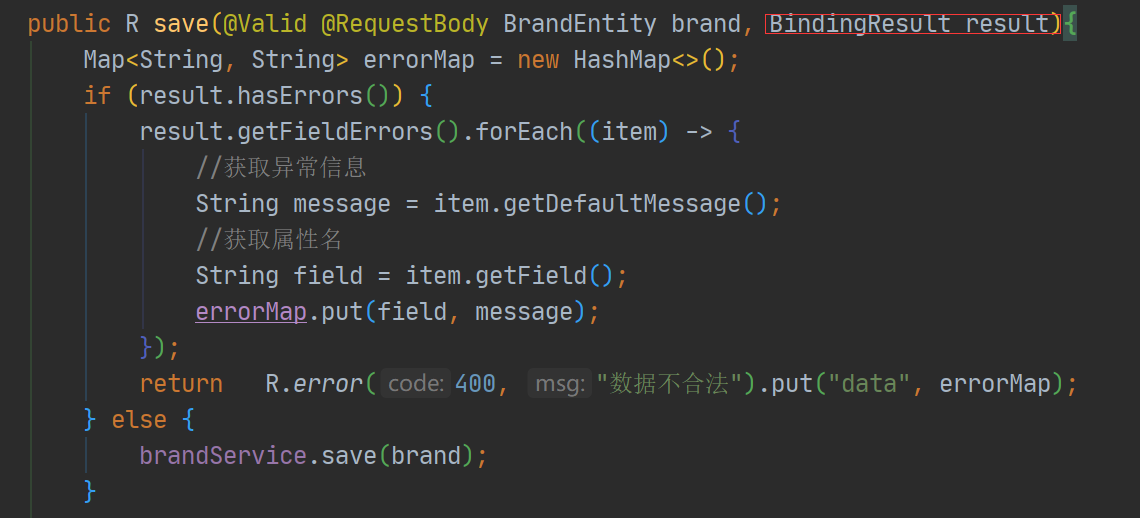 public R save(@Valid @RequestBody BrandEntity brand, BindingResult result){
    Map<String, String> errorMap = new HashMap<>();
    if (result.hasErrors()) {
        result.getFieldErrors().forEach((item) -> {
            //获取异常信息
            String message = item.getDefaultMessage();
            //获取属性名
            String field = item.getField();
            errorMap.put(field, message);
        });
        return   R.error( code: 400,  msg: "数据不合法").put("data", errorMap);
    } else {
        brandService.save(brand);
    }